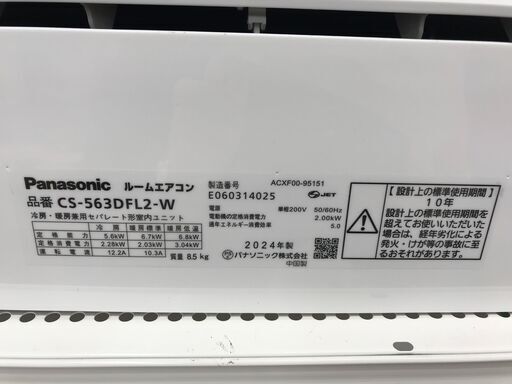 Panasonic ルームエアコン
品番 CS-563DFL2-W
冷房・暖房兼用セパレート形室内ユニット
冷 房 暖房標準 暖房低温
定 格 能 力 5.6kW 6.7kW 6.8kW
定格消費電力 2.28kW 2.03kW 3.04kW
運 転 電 流 12.2A 10.3A
質量 8.5 kg
製造番号 ACXF00-95151
E060314025 JET
電源 単相200V 50/60Hz
電動機の定格消費電力 2.00kW
通年エネルギー消費効率 5.0
2024年製
パナソニック株式会社
中国製
【設計上の標準使用期間】
10年
設計上の標準使用期間を
超えてお使いいただいた
場合は、経年劣化による
発火・けが等の事故に至
るおそれがあります。